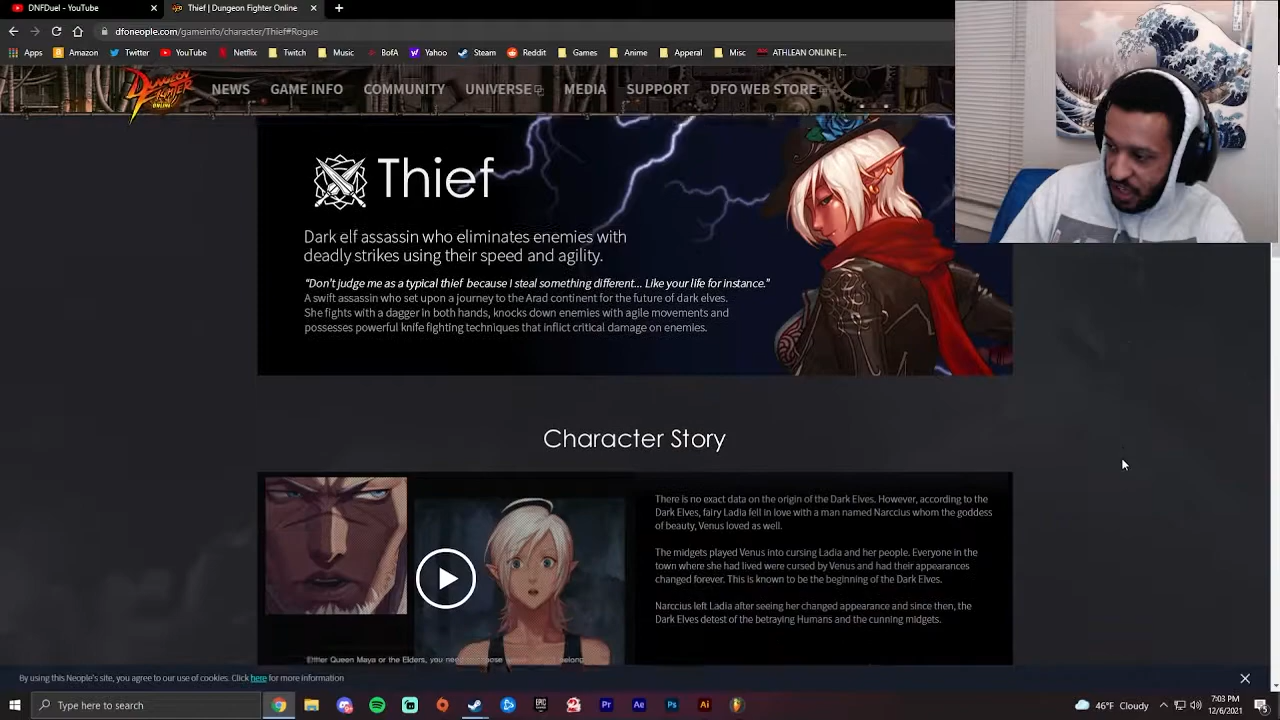 DNFDuel - YouTube
Thief | Dungeon Fighter Online
dfoneople.com/gameinfo/character/Thief
Apps Amazon Twitter YouTube Netflix Twitch Music Yahoo Steam Reddit Games Anime Apparal Misc ATHLEAN ONLINE |...
NEWS GAME INFO COMMUNITY UNIVERSE MEDIA SUPPORT DFO WEB STORE
Thief
Dark elf assassin who eliminates enemies with
deadly strikes using their speed and agility.
"Don't judge me as a typical thief because I steal something different... Like your life for instance."
A swift assassin who set upon a journey to the Arad continent for the future of dark elves.
She fights with a dagger in both hands, knocks down enemies with agile movements and
possesses powerful knife fighting techniques that inflict critical damage on enemies.
Character Story
There is no exact data on the origin of the Dark Elves. However, according to the
Dark Elves, fairy Ladia fell in love with a man named Narccius whom the goddess
of beauty, Venus loved as well.
The midgets played Venus into cursing Ladia and her people. Everyone in the
town where she had lived were cursed by Venus and had their appearances
changed forever. This is known to be the beginning of the Dark Elves.
Narccius left Ladia after seeing her changed appearance and since then, the
Dark Elves detest of the betraying Humans and the cunning midgets.
Either Queen Maya or the Elders, you need
By using this Neople's site, you agree to our use of cookies. Click here for more information
Type here to search
46°F Cloudy
7:03 PM
12/6/2021